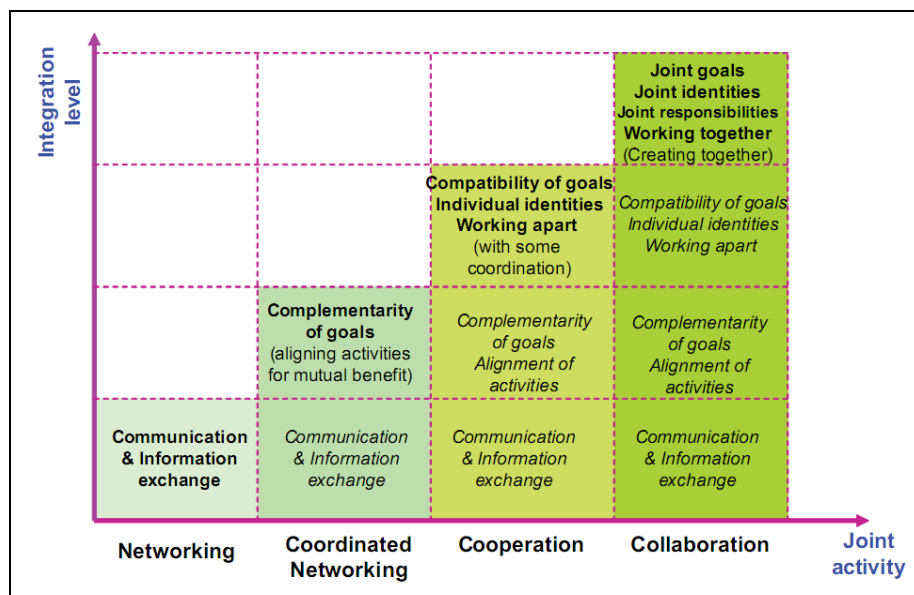 Integration
level
Joint goals
Joint identities
Joint responsibilities
Working together
(Creating together)
Compatibility of goals
Individual identities
Working apart
(with some
coordination)
Compatibility of goals
Individual identities
Working apart
Complementarity
of goals
(aligning activities
for mutual benefit)
Complementarity
of goals
Alignment of
activities
Complementarity
of goals
Alignment of
activities
Communication
& Information
exchange
Communication
& Information
exchange
Communication
& Information
exchange
Communication
& Information
exchange
Networking
Coordinated
Networking
Cooperation
Collaboration
Joint
activity